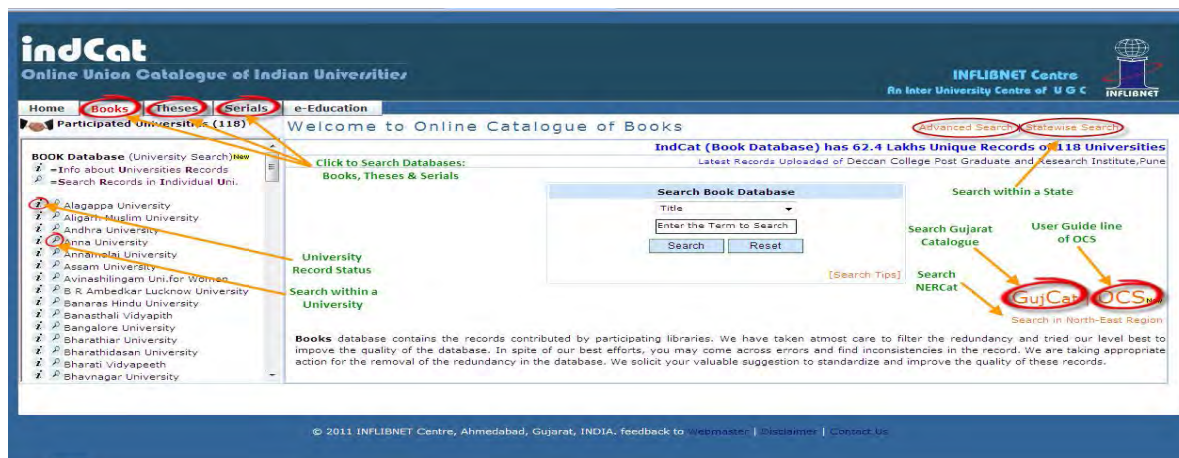 indCat
Online Union Catalogue of Indian Universities
INFLIBNET Centre
An Inter University Centre of U G C
INFLIBNET
Home Books Theses Serials e-Education
Participated Universities (118)
Welcome to Online Catalogue of Books
Advanced Search Statewise Search
IndCat (Book Database) has 62.4 Lakhs Unique Records of 118 Universities
Latest Records Uploaded of Deccan College Post Graduate and Research Institute,Pune
BOOK Database (University Search)New
i =Info about Universities Records
=Search Records in Individual Uni.
i Alagappa University
i Aligarh Muslim University
i Andhra University
i Anna University
i Annamalai University
i Assam University
i Avinashilingam Uni.for Women
i B R Ambedkar Lucknow University
i Banaras Hindu University
i Banasthali Vidyapith
i Bangalore University
i Bharathiar University
i Bharathidasan University
i Bharati Vidyapeeth
i Bhavnagar University
Click to Search Databases:
Books, Theses & Serials
University
Record Status
Search within a
University
Search Book Database
Title
Enter the Term to Search
Search Reset
[Search Tips]
Search within a State
Search Gujarat
Catalogue
User Guide line
of OCS
Search
NERCat
GujCat OCS New
Search in North-East Region
Books database contains the records contributed by participating libraries. We have taken atmost care to filter the redundancy and tried our level best to
impove the quality of the database. In spite of our best efforts, you may come across errors and find inconsistencies in the record. We are taking appropriate
action for the removal of the redundancy in the database. We solicit your valuable suggestion to standardize and improve the quality of these records.
© 2011 INFLIBNET Centre, Ahmedabad, Gujarat, INDIA. feedback to Webmaster | Disclaimer | Contact Us